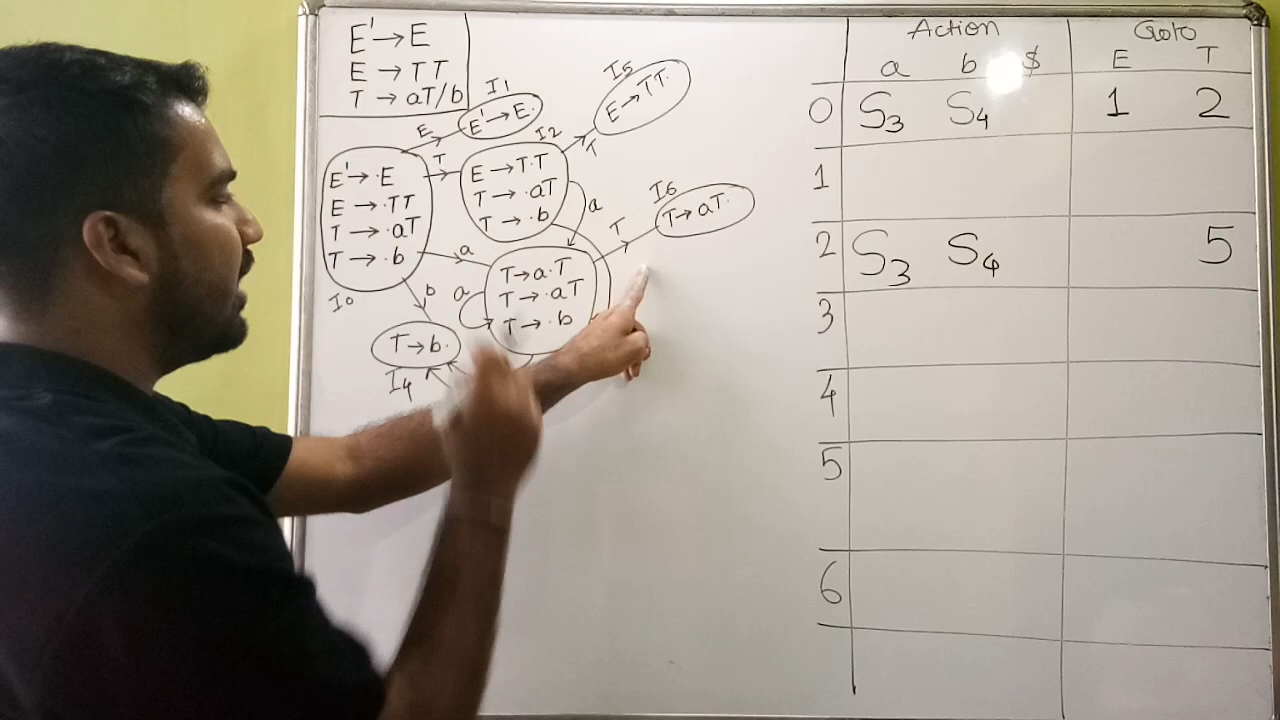 E' → E
E → TT
T → aT/b
E
I1
E' → E.
I5
E → TT.
T
I2
E → T.T
T → .aT
T → .b
T
a
E' → .E
E → .TT
T → .aT
T → .b
I0
a
b
I6
T → aT.
T
T → a.T
T → .aT
T → .b
a
T → b.
I4
Action Goto
a b $ E T
0 S3 S4 1 2
1
2 S3 S4 5
3
4
5
6